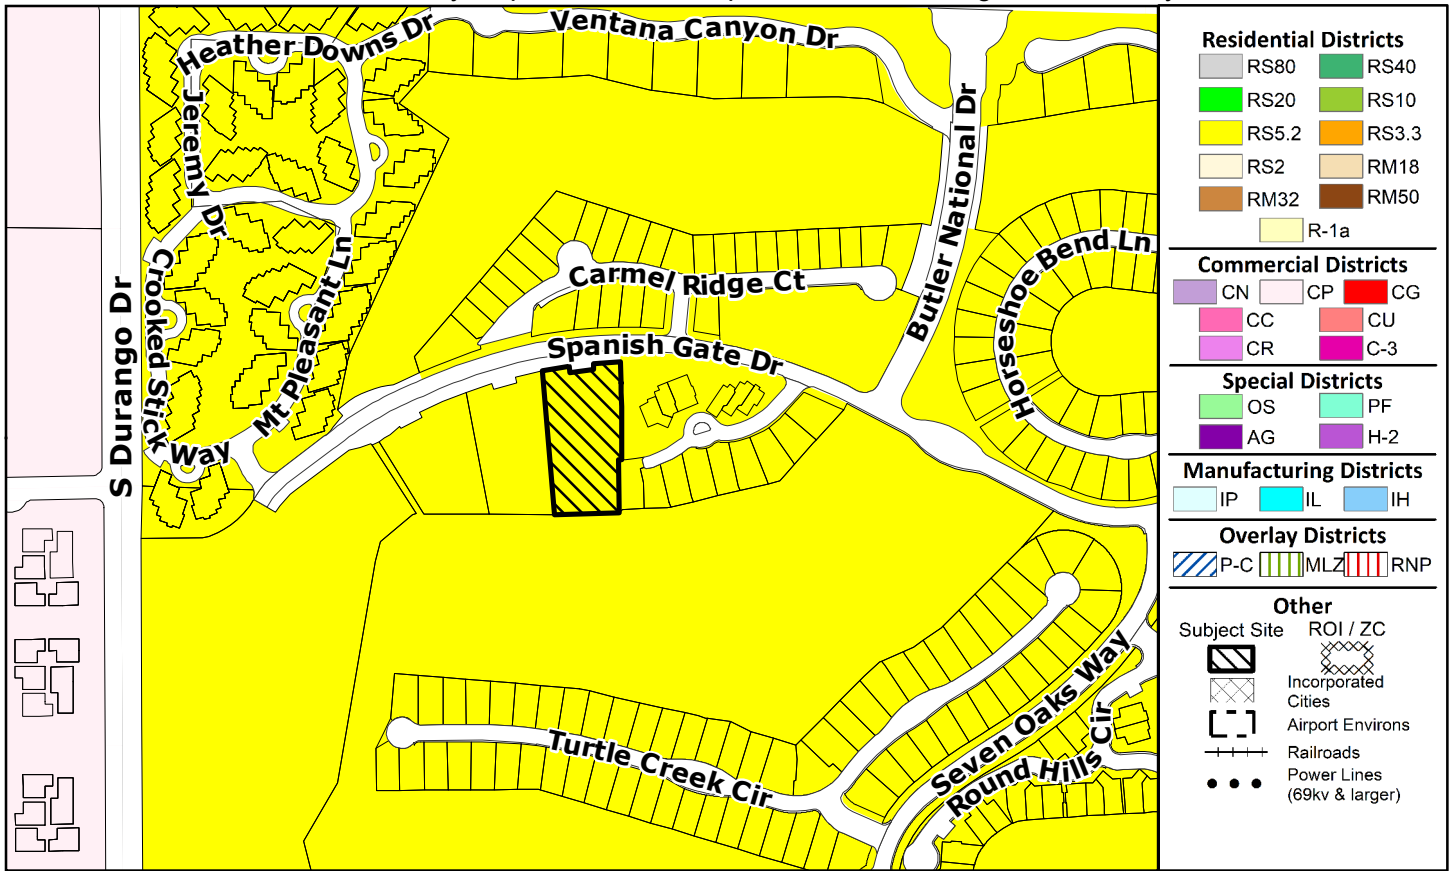 Heather Downs Dr
Ventana Canyon Dr
Jeremy Dr
Butler National Dr
Crooked Stick Way
Mt Pleasant Ln
Horseshoe Bend Ln
Carmel Ridge Ct
S Durango Dr
Spanish Gate Dr
Turtle Creek Cir
Seven Oaks Way
Round Hills Cir
Residential Districts
RS80 RS40
RS20 RS10
RS5.2 RS3.3
RS2 RM18
RM32 RM50
R-1a
Commercial Districts
CN CP CG
CC CU
CR C-3
Special Districts
OS PF
AG H-2
Manufacturing Districts
IP IL IH
Overlay Districts
P-C MLZ RNP
Other
Subject Site ROI / ZC
Incorporated
Cities
Airport Environs
Railroads
Power Lines
(69kv & larger)